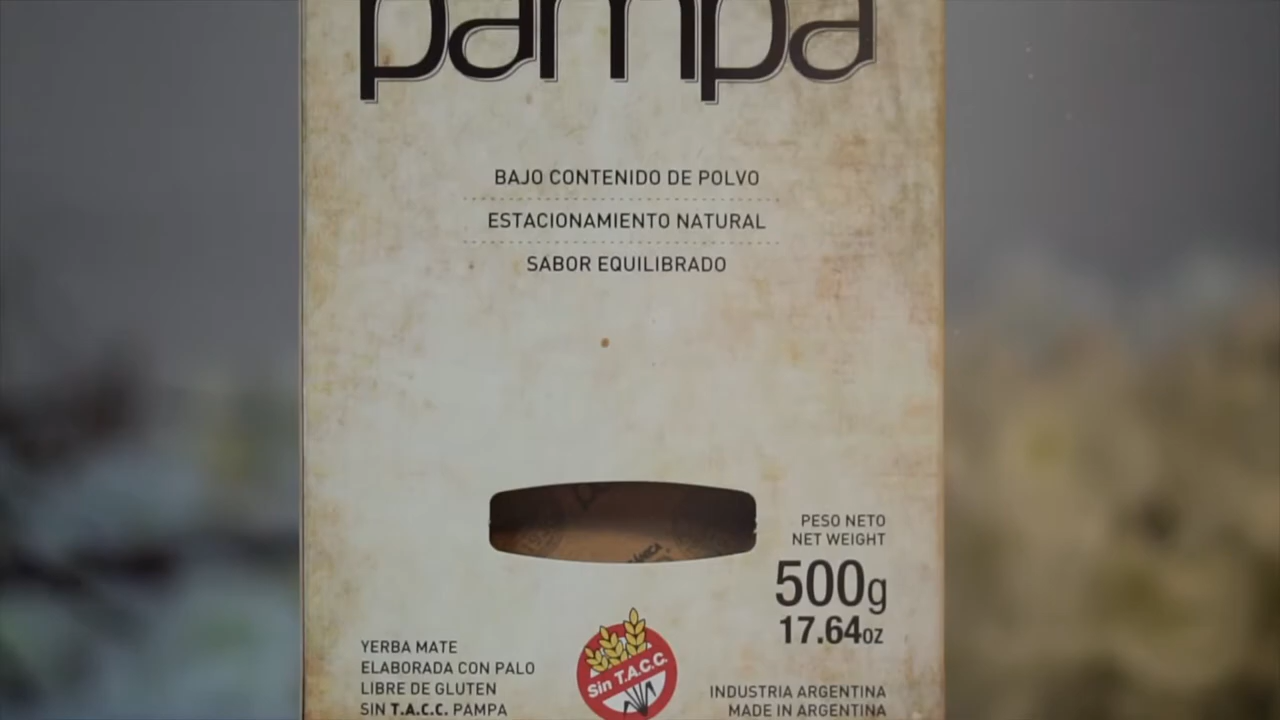 pampa
BAJO CONTENIDO DE POLVO
ESTACIONAMIENTO NATURAL
SABOR EQUILIBRADO
PESO NETO
NET WEIGHT
500g
17.64oz
YERBA MATE
ELABORADA CON PALO
LIBRE DE GLUTEN
SIN T.A.C.C. PAMPA
Sin T.A.C.C.
INDUSTRIA ARGENTINA
MADE IN ARGENTINA